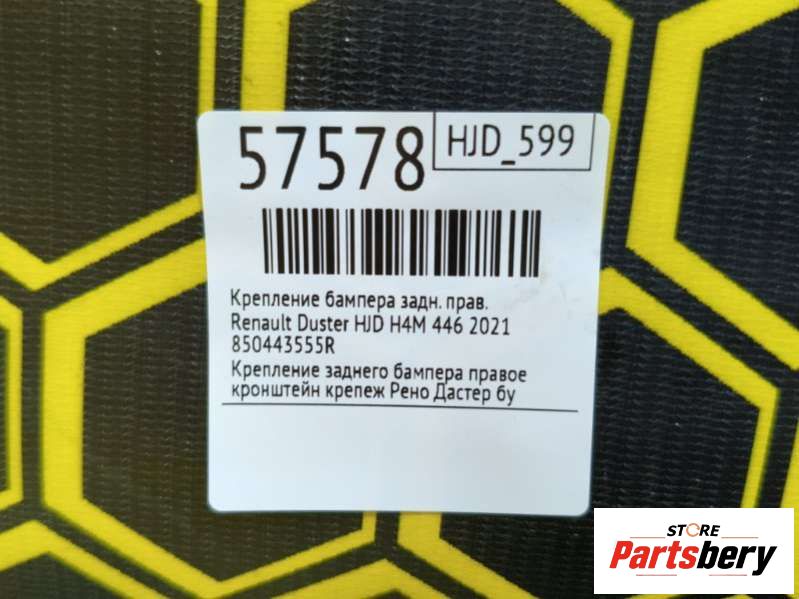 57578
HJD_599
Крепление бампера задн. прав.
Renault Duster HJD H4M 446 2021
850443555R
Крепление заднего бампера правое
кронштейн крепеж Рено Дастер бу
STORE
Partsbery